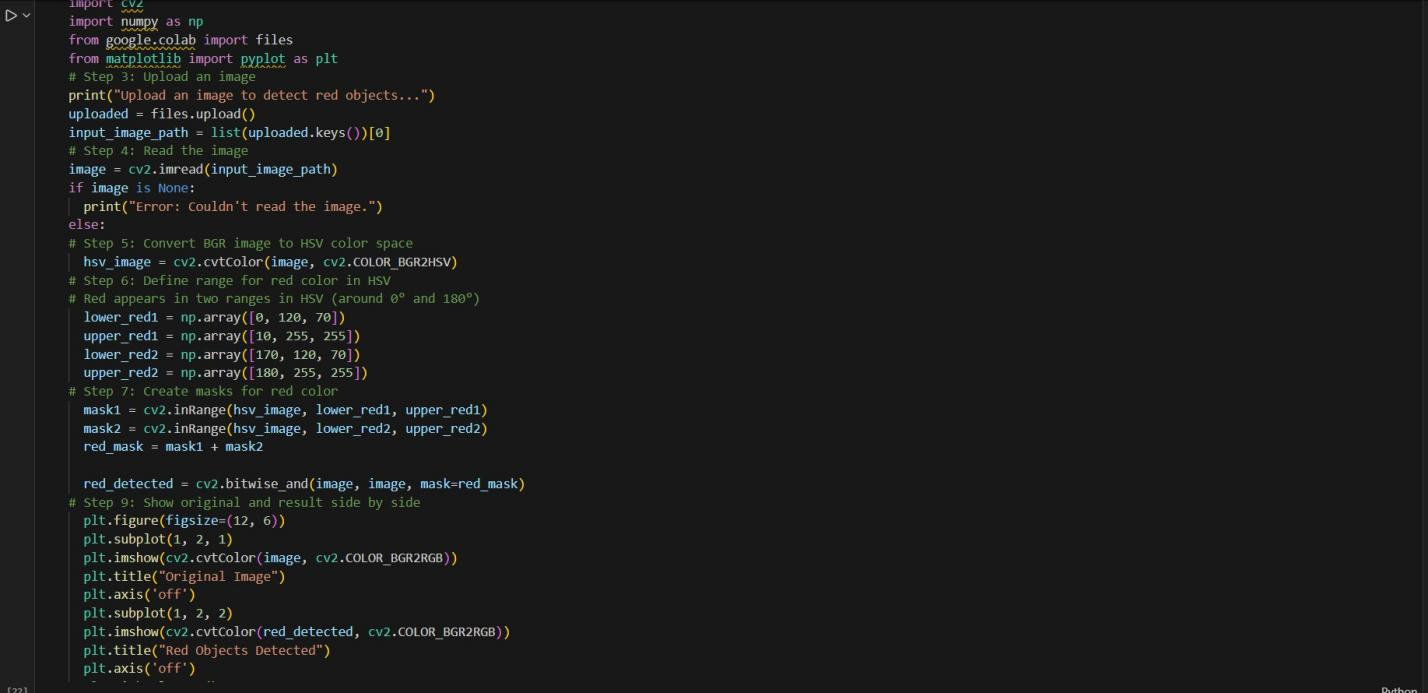 import cv2
import numpy as np
from google.colab import files
from matplotlib import pyplot as plt
# Step 3: Upload an image
print("Upload an image to detect red objects...")
uploaded = files.upload()
input_image_path = list(uploaded.keys())[0]
# Step 4: Read the image
image = cv2.imread(input_image_path)
if image is None:
  print("Error: Couldn't read the image.")
else:
# Step 5: Convert BGR image to HSV color space
  hsv_image = cv2.cvtColor(image, cv2.COLOR_BGR2HSV)
# Step 6: Define range for red color in HSV
# Red appears in two ranges in HSV (around 0° and 180°)
  lower_red1 = np.array([0, 120, 70])
  upper_red1 = np.array([10, 255, 255])
  lower_red2 = np.array([170, 120, 70])
  upper_red2 = np.array([180, 255, 255])
# Step 7: Create masks for red color
  mask1 = cv2.inRange(hsv_image, lower_red1, upper_red1)
  mask2 = cv2.inRange(hsv_image, lower_red2, upper_red2)
  red_mask = mask1 + mask2
  red_detected = cv2.bitwise_and(image, image, mask=red_mask)
# Step 9: Show original and result side by side
  plt.figure(figsize=(12, 6))
  plt.subplot(1, 2, 1)
  plt.imshow(cv2.cvtColor(image, cv2.COLOR_BGR2RGB))
  plt.title("Original Image")
  plt.axis('off')
  plt.subplot(1, 2, 2)
  plt.imshow(cv2.cvtColor(red_detected, cv2.COLOR_BGR2RGB))
  plt.title("Red Objects Detected")
  plt.axis('off')
[22]
Python